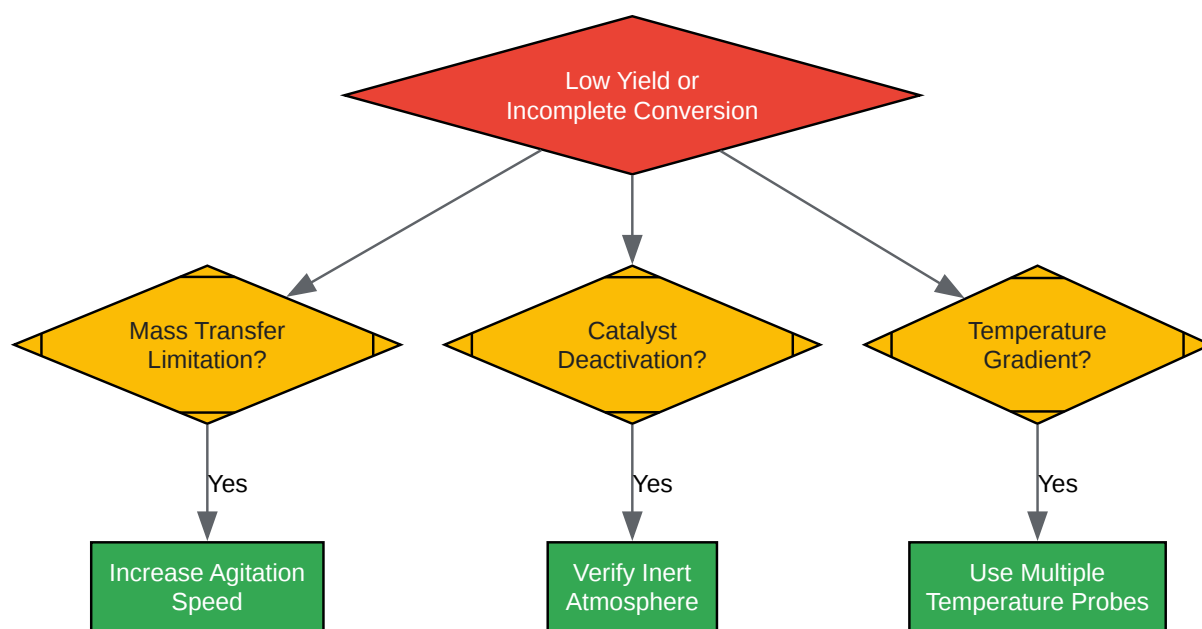 Low Yield or
Incomplete Conversion
Mass Transfer
Limitation?
Catalyst
Deactivation?
Temperature
Gradient?
Yes
Yes
Yes
Increase Agitation
Speed
Verify Inert
Atmosphere
Use Multiple
Temperature Probes